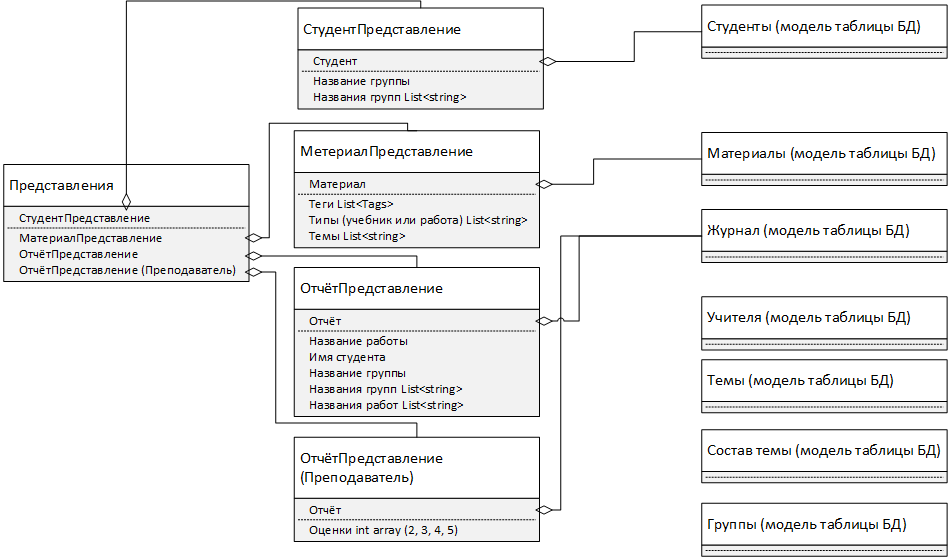 Представления
СтудентПредставление
МатериалПредставление
ОтчётПредставление
ОтчётПредставление (Преподаватель)
СтудентПредставление
Студент
Название группы
Названия групп List<string>
МетериалПредставление
Материал
Теги List<Tags>
Типы (учебник или работа) List<string>
Темы List<string>
ОтчётПредставление
Отчёт
Название работы
Имя студента
Название группы
Названия групп List<string>
Названия работ List<string>
ОтчётПредставление
(Преподаватель)
Отчёт
Оценки int array (2, 3, 4, 5)
Студенты (модель таблицы БД)
Материалы (модель таблицы БД)
Журнал (модель таблицы БД)
Учителя (модель таблицы БД)
Темы (модель таблицы БД)
Состав темы (модель таблицы БД)
Группы (модель таблицы БД)